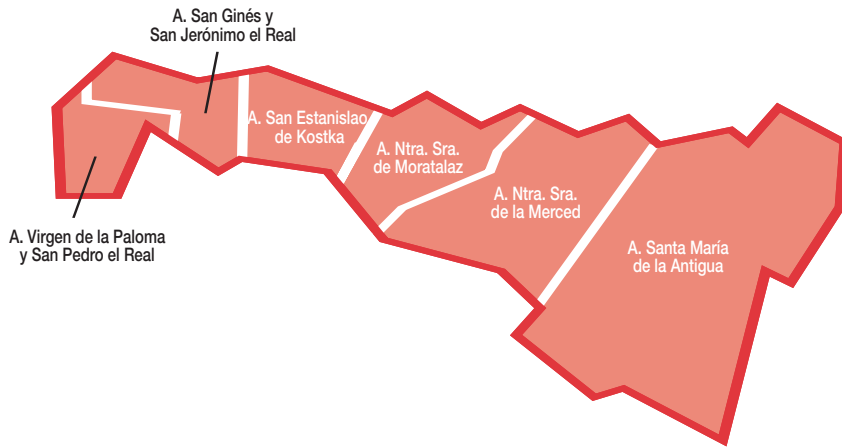 A. San Ginés y
San Jerónimo el Real
A. San Estanislao
de Kostka
A. Ntra. Sra.
de Moratalaz
A. Ntra. Sra.
de la Merced
A. Virgen de la Paloma
y San Pedro el Real
A. Santa María
de la Antigua